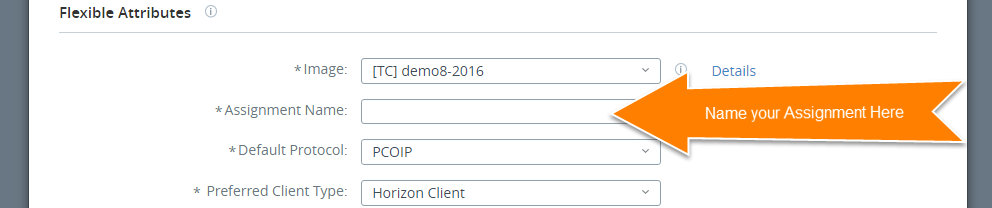 Flexible Attributes
*Image: [TC] demo8-2016 Details
*Assignment Name: Name your Assignment Here
*Default Protocol: PCOIP
* Preferred Client Type: Horizon Client